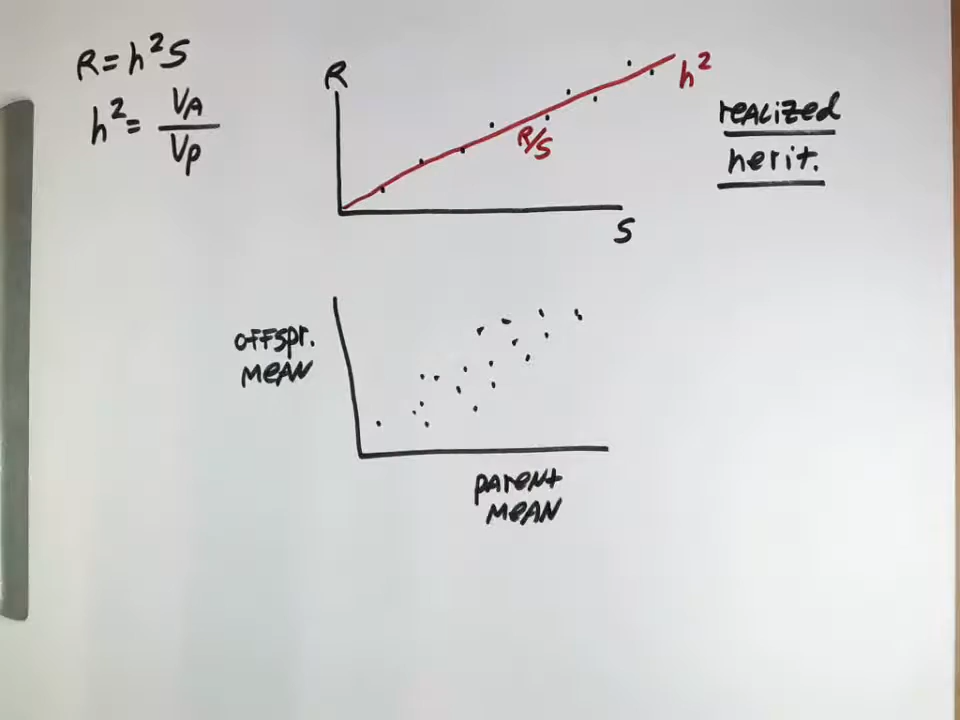 R = h²S
h² = VA / VP
R
h²
R/S
S
reALized
herit.
OFFspr.
MEAN
pArent
MEAN